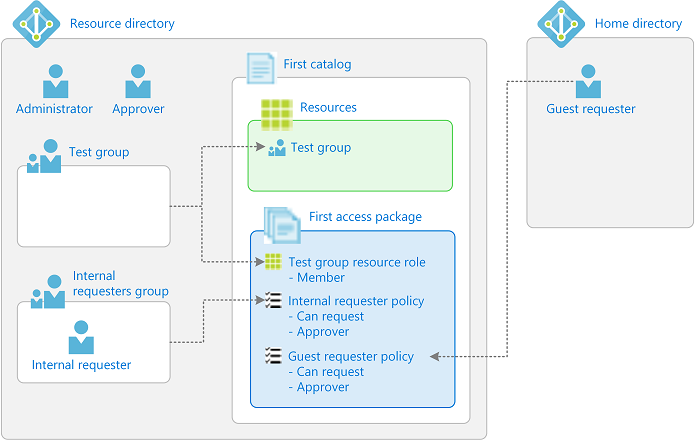 Resource directory
Home directory
Administrator
Approver
First catalog
Guest requester
Resources
Test group
Test group
First access package
Test group resource role
- Member
Internal
requesters group
Internal requester
Internal requester policy
- Can request
- Approver
Guest requester policy
- Can request
- Approver